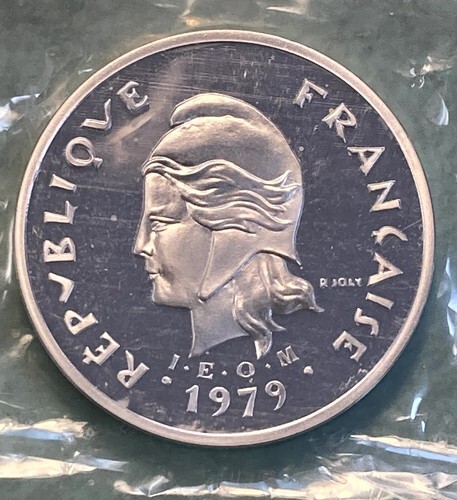 RÉPUBLIQUE FRANÇAISE
R. JOLY
I·E·O·M
·1979·